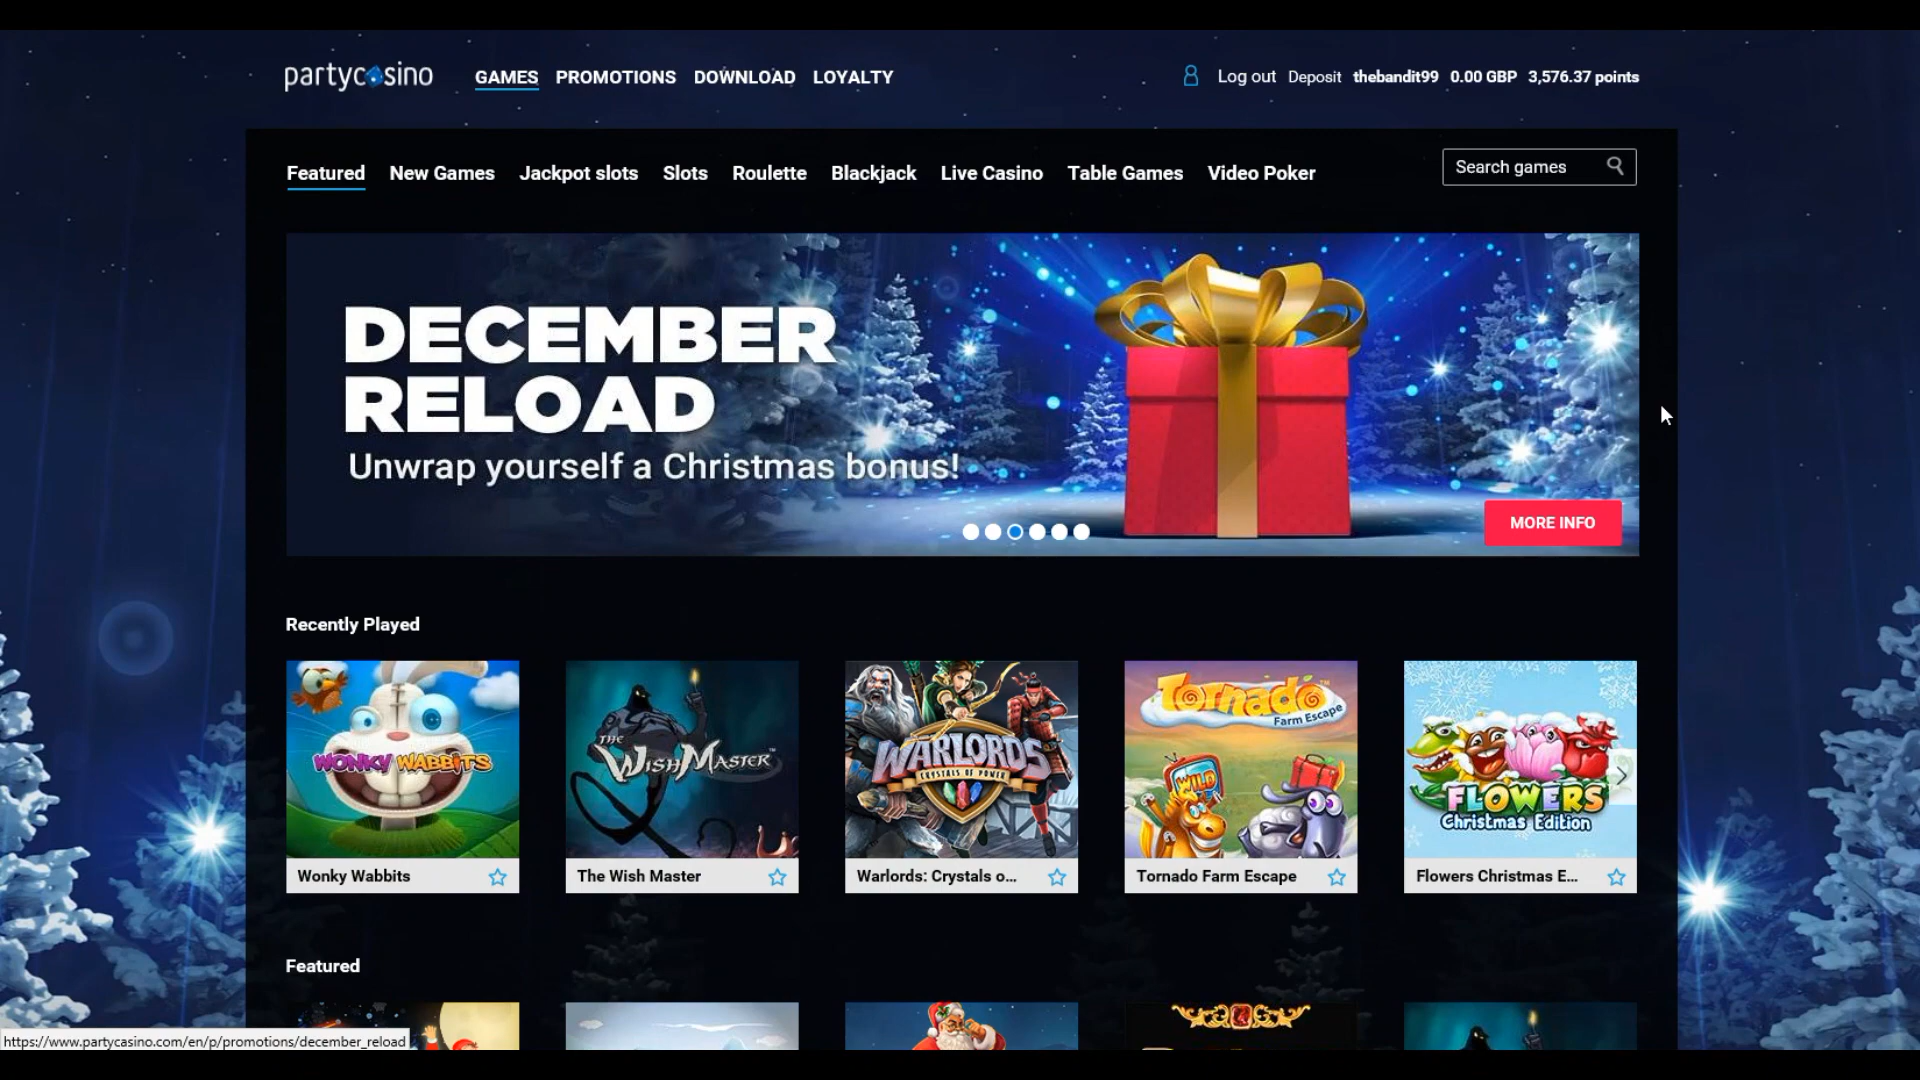 partycasino GAMES PROMOTIONS DOWNLOAD LOYALTY Log out Deposit thebandit99 0.00 GBP 3,576.37 points
Featured New Games Jackpot slots Slots Roulette Blackjack Live Casino Table Games Video Poker Search games
DECEMBER
RELOAD
Unwrap yourself a Christmas bonus!
MORE INFO
Recently Played
WONKY WABBITS
THE WISHMASTER™
WARLORDS
CRYSTALS OF POWER
Tornado™
Farm Escape
WILD
FLOWERS
Christmas Edition
Wonky Wabbits The Wish Master Warlords: Crystals o... Tornado Farm Escape Flowers Christmas E...
Featured
https://www.partycasino.com/en/p/promotions/december_reload